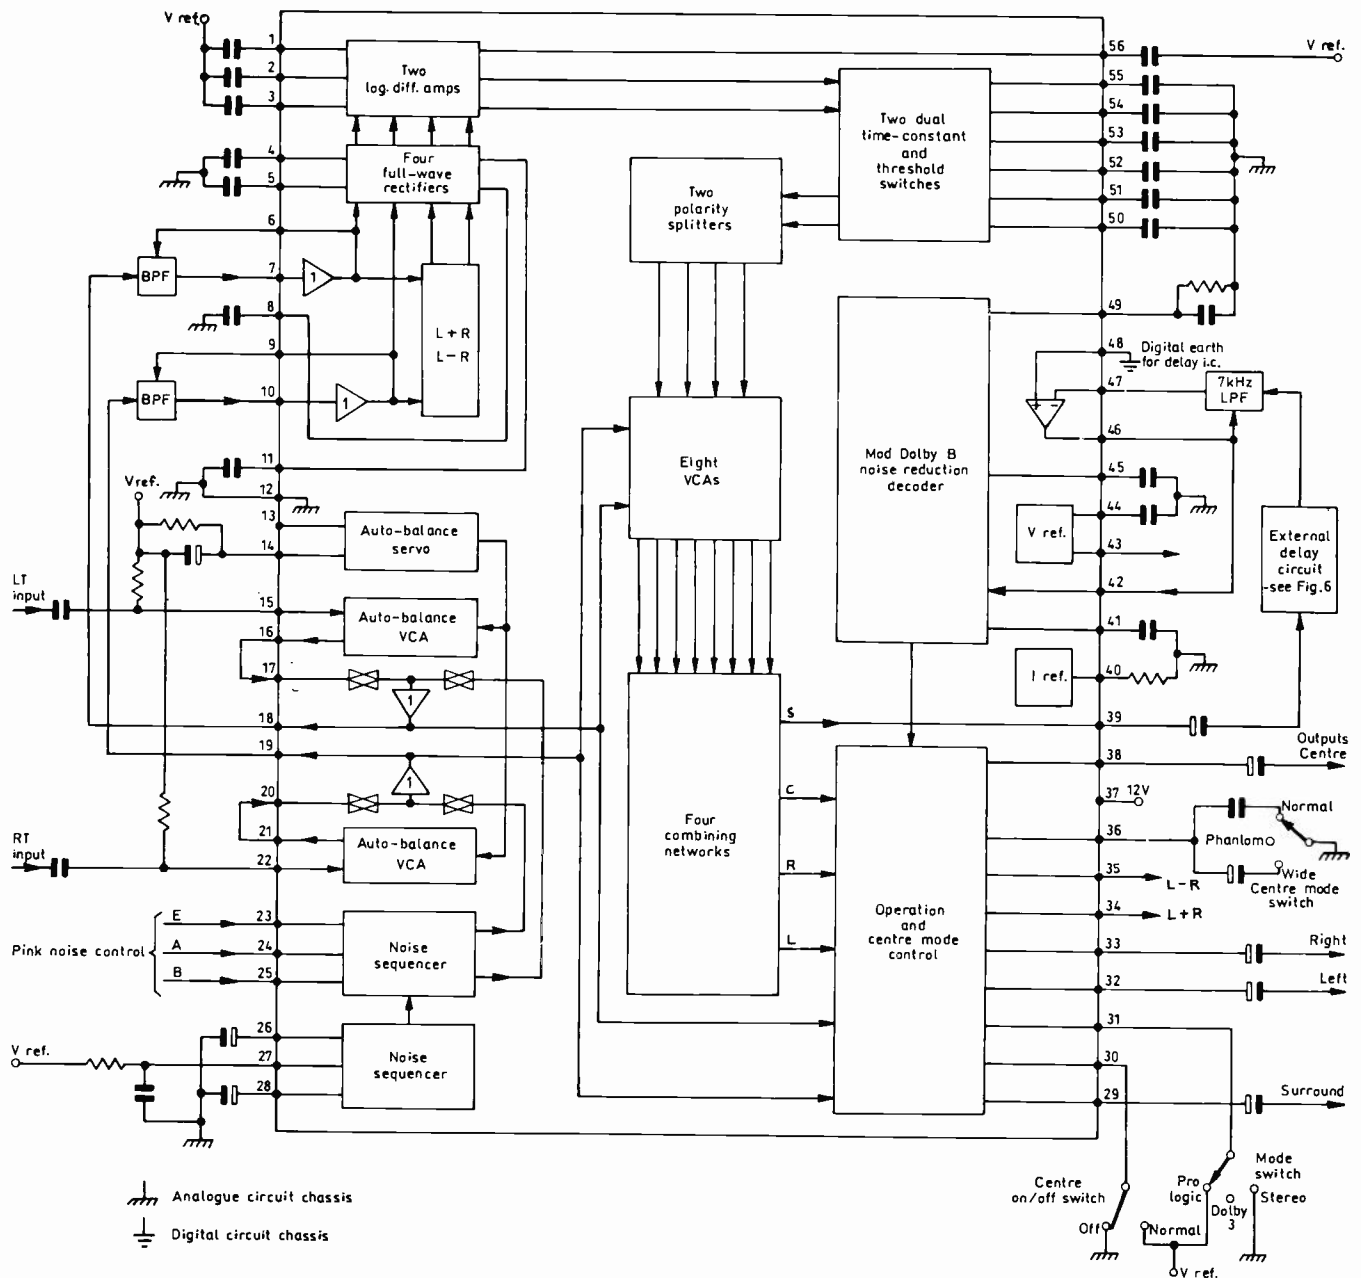 V ref.
1
2
3
4
5
6
7
8
9
10
11
12
13
14
15
16
17
18
19
20
21
22
23
24
25
26
27
28
Two
log. diff. amps
Four
full-wave
rectifiers
BPF
1
L+R
L-R
BPF
1
Vref.
LT
input
Auto-balance
servo
Auto-balance
VCA
1
1
RT
input
Auto-balance
VCA
Pink noise control
E
A
B
Noise
sequencer
V ref.
Noise
sequencer
Two
polarity
splitters
Two dual
time-constant
and
threshold
switches
Eight
VCAs
Mod Dolby B
noise reduction
decoder
Four
combining
networks
S
C
R
L
Operation
and
centre mode
control
56
55
54
53
52
51
50
49
48
47
46
45
44
43
42
41
40
39
38
37
36
35
34
33
32
31
30
29
V ref.
Digital earth
for delay i.c.
7kHz
LPF
+ -
V ref.
External
delay
circuit
-see Fig.6
I ref.
Outputs
Centre
12V
Normal
Phantom
Wide
Centre mode
switch
L-R
L+R
Right
Left
Surround
Centre
on/off switch
Off
Normal
Pro
logic
Dolby
3
Mode
switch
Stereo
V ref.
Analogue circuit chassis
Digital circuit chassis